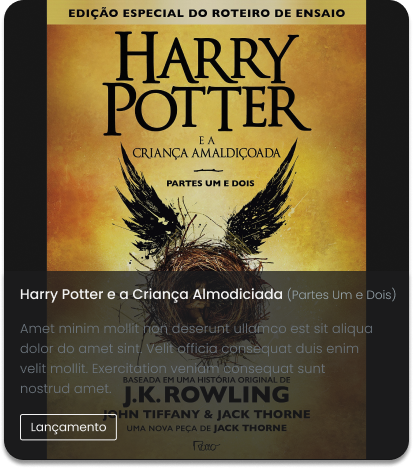 EDIÇÃO ESPECIAL DO ROTEIRO DE ENSAIO
HARRY
POTTER
E A
CRIANÇA AMALDIÇOADA
PARTES UM E DOIS
Harry Potter e a Criança Almodiciada (Partes Um e Dois)
Amet minim mollit non deserunt ullamco est sit aliqua
dolor do amet sint. Velit officia consequat duis enim
velit mollit. Exercitation veniam consequat sunt
nostrud amet.
BASEADA EM UMA HISTÓRIA ORIGINAL DE
J.K.ROWLING
JOHN TIFFANY & JACK THORNE
UMA NOVA PEÇA DE JACK THORNE
Lançamento
Rocco